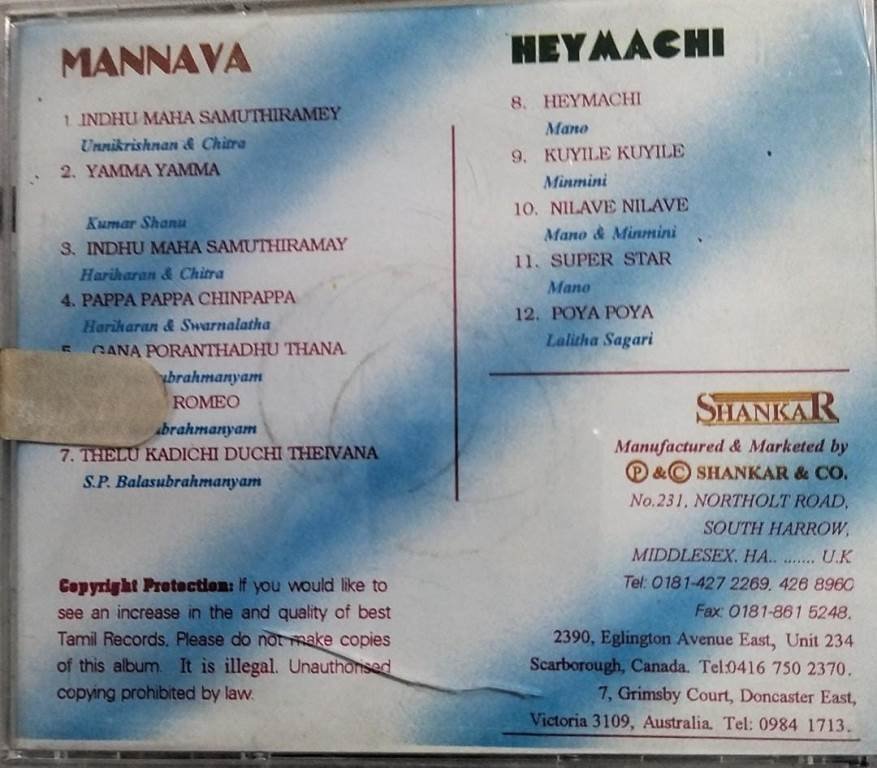 MANNAVA
1 .INDHU MAHA SAMUTHIRAMEY
Unnikrishnan & Chitra
2. YAMMA YAMMA
Kumar Shanu
3. INDHU MAHA SAMUTHIRAMAY
Hariharan & Chitra
4. PAPPA PAPPA CHINPAPPA
Hariharan & Swarnalatha
GANA PORANTHADHU THANA
ROMEO
7. THELU KADICHI DUCHI THEIVANA
S.P. Balasubrahmanyam
Copyright Protection: If you would like to
see an increase in the and quality of best
Tamil Records, Please do not make copies
of this album. It is illegal. Unauthorised
copying prohibited by law.
HEYMACHI
8. HEYMACHI
Mano
9. KUYILE KUYILE
Minmini
10. NILAVE NILAVE
Mano & Minmini
11. SUPER STAR
Mano
12. POYA POYA
Lalitha Sagari
SHANKAR
Manufactured & Marketed by
Ⓟ &© SHANKAR & CO.
No.231, NORTHOLT ROAD,
SOUTH HARROW,
MIDDLESEX. HA.. ....... U.K
Tel: 0181-427 2269, 426 8960
Fax: 0181-861 5248,
2390, Eglington Avenue East, Unit 234
Scarborough, Canada. Tel:0416 750 2370.
7, Grimsby Court, Doncaster East,
Victoria 3109, Australia. Tel: 0984 1713.